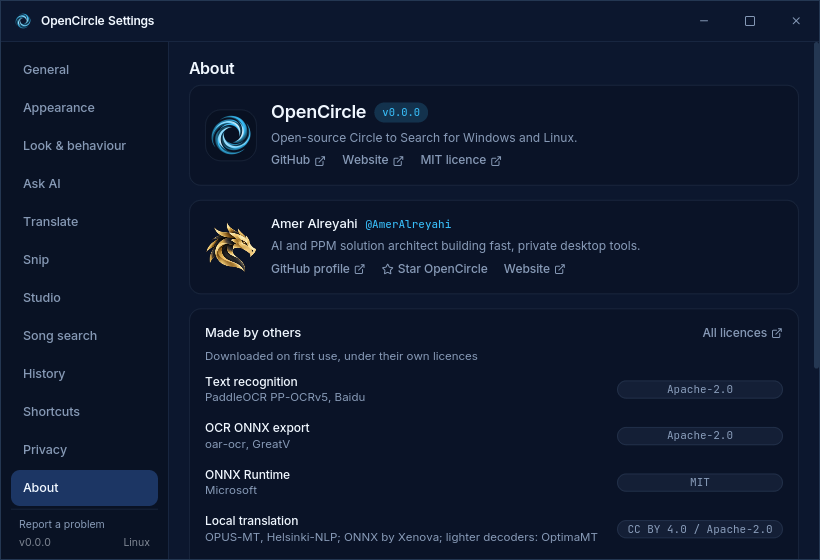 OpenCircle Settings
General
Appearance
Look & behaviour
Ask AI
Translate
Snip
Studio
Song search
History
Shortcuts
Privacy
About
Report a problem
v0.0.0 Linux
About
OpenCircle v0.0.0
Open-source Circle to Search for Windows and Linux.
GitHub Website MIT licence
Amer Alreyahi @AmerAlreyahi
AI and PPM solution architect building fast, private desktop tools.
GitHub profile Star OpenCircle Website
Made by others All licences
Downloaded on first use, under their own licences
Text recognition
PaddleOCR PP-OCRv5, Baidu
Apache-2.0
OCR ONNX export
oar-ocr, GreatV
Apache-2.0
ONNX Runtime
Microsoft
MIT
Local translation
OPUS-MT, Helsinki-NLP; ONNX by Xenova; lighter decoders: OptimaMT
CC BY 4.0 / Apache-2.0